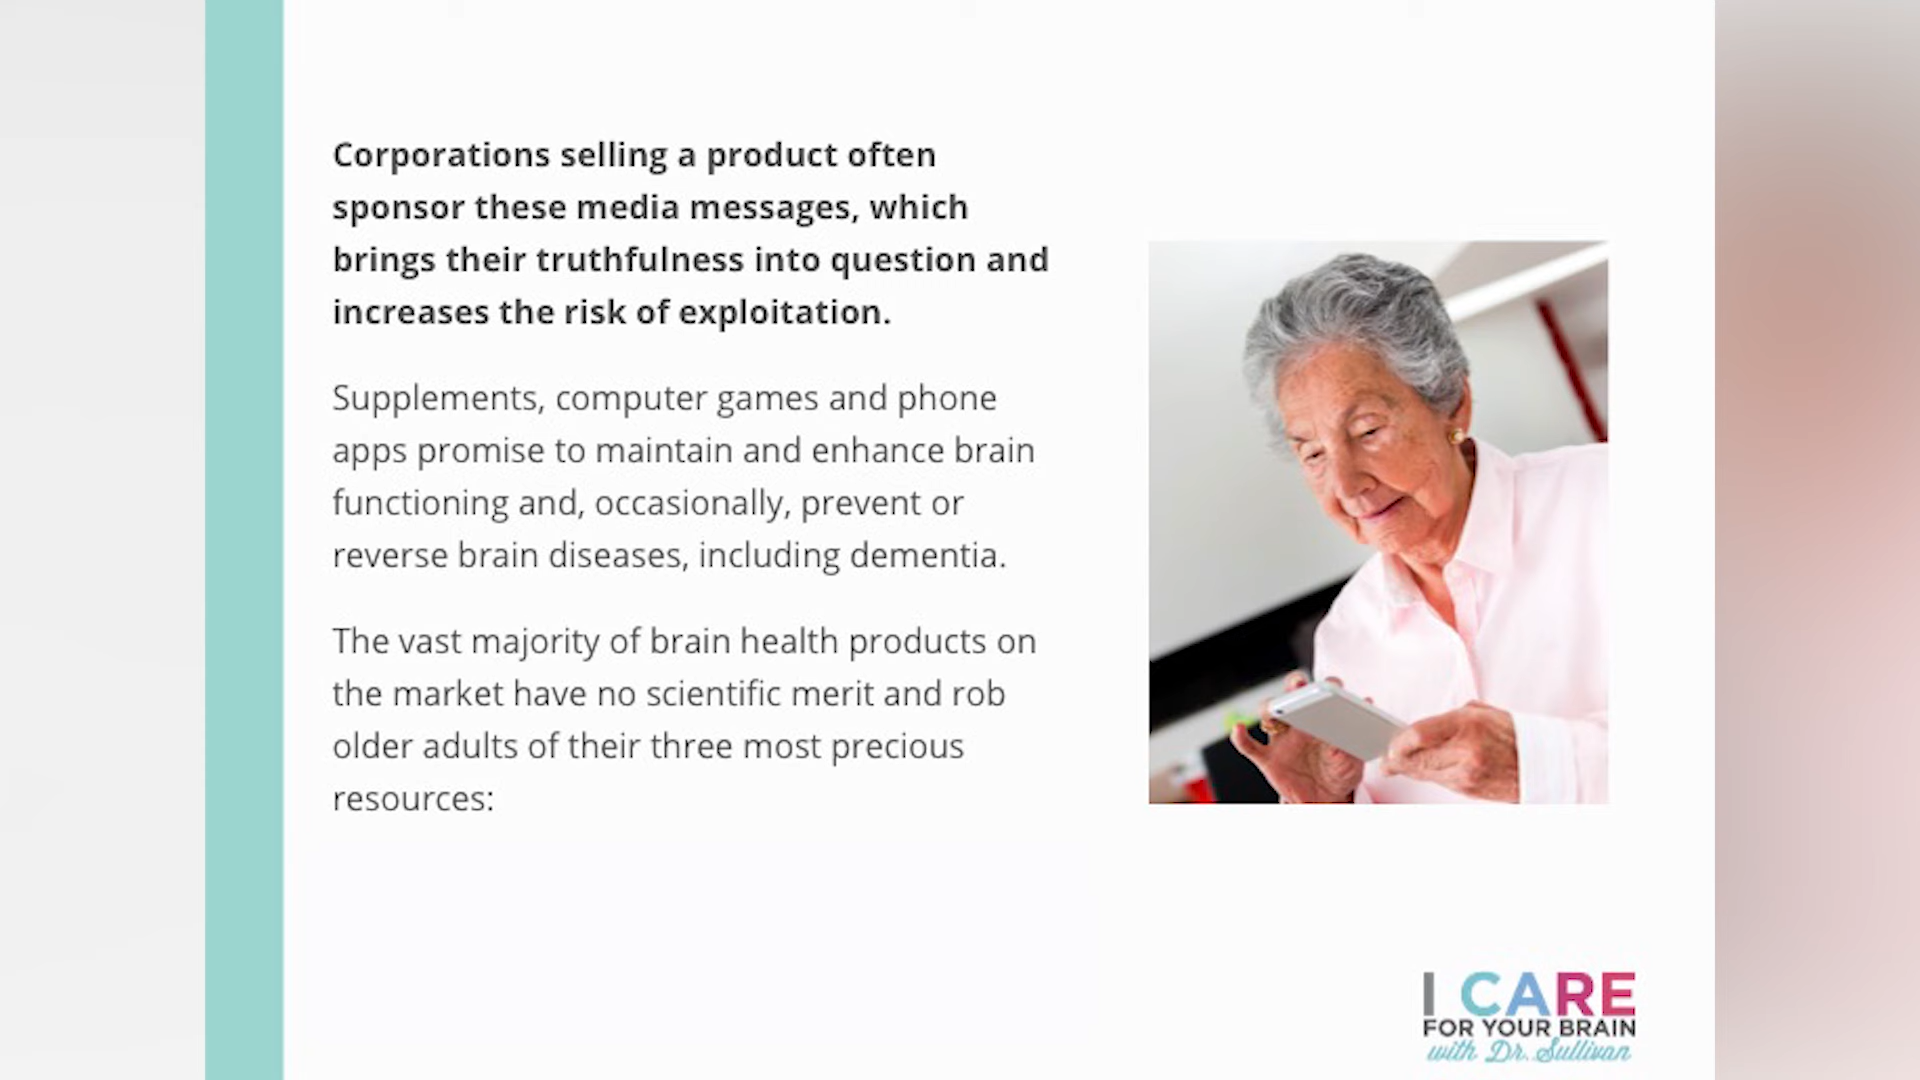 Corporations selling a product often
sponsor these media messages, which
brings their truthfulness into question and
increases the risk of exploitation.
Supplements, computer games and phone
apps promise to maintain and enhance brain
functioning and, occasionally, prevent or
reverse brain diseases, including dementia.
The vast majority of brain health products on
the market have no scientific merit and rob
older adults of their three most precious
resources:
I CARE
FOR YOUR BRAIN
with Dr. Sullivan